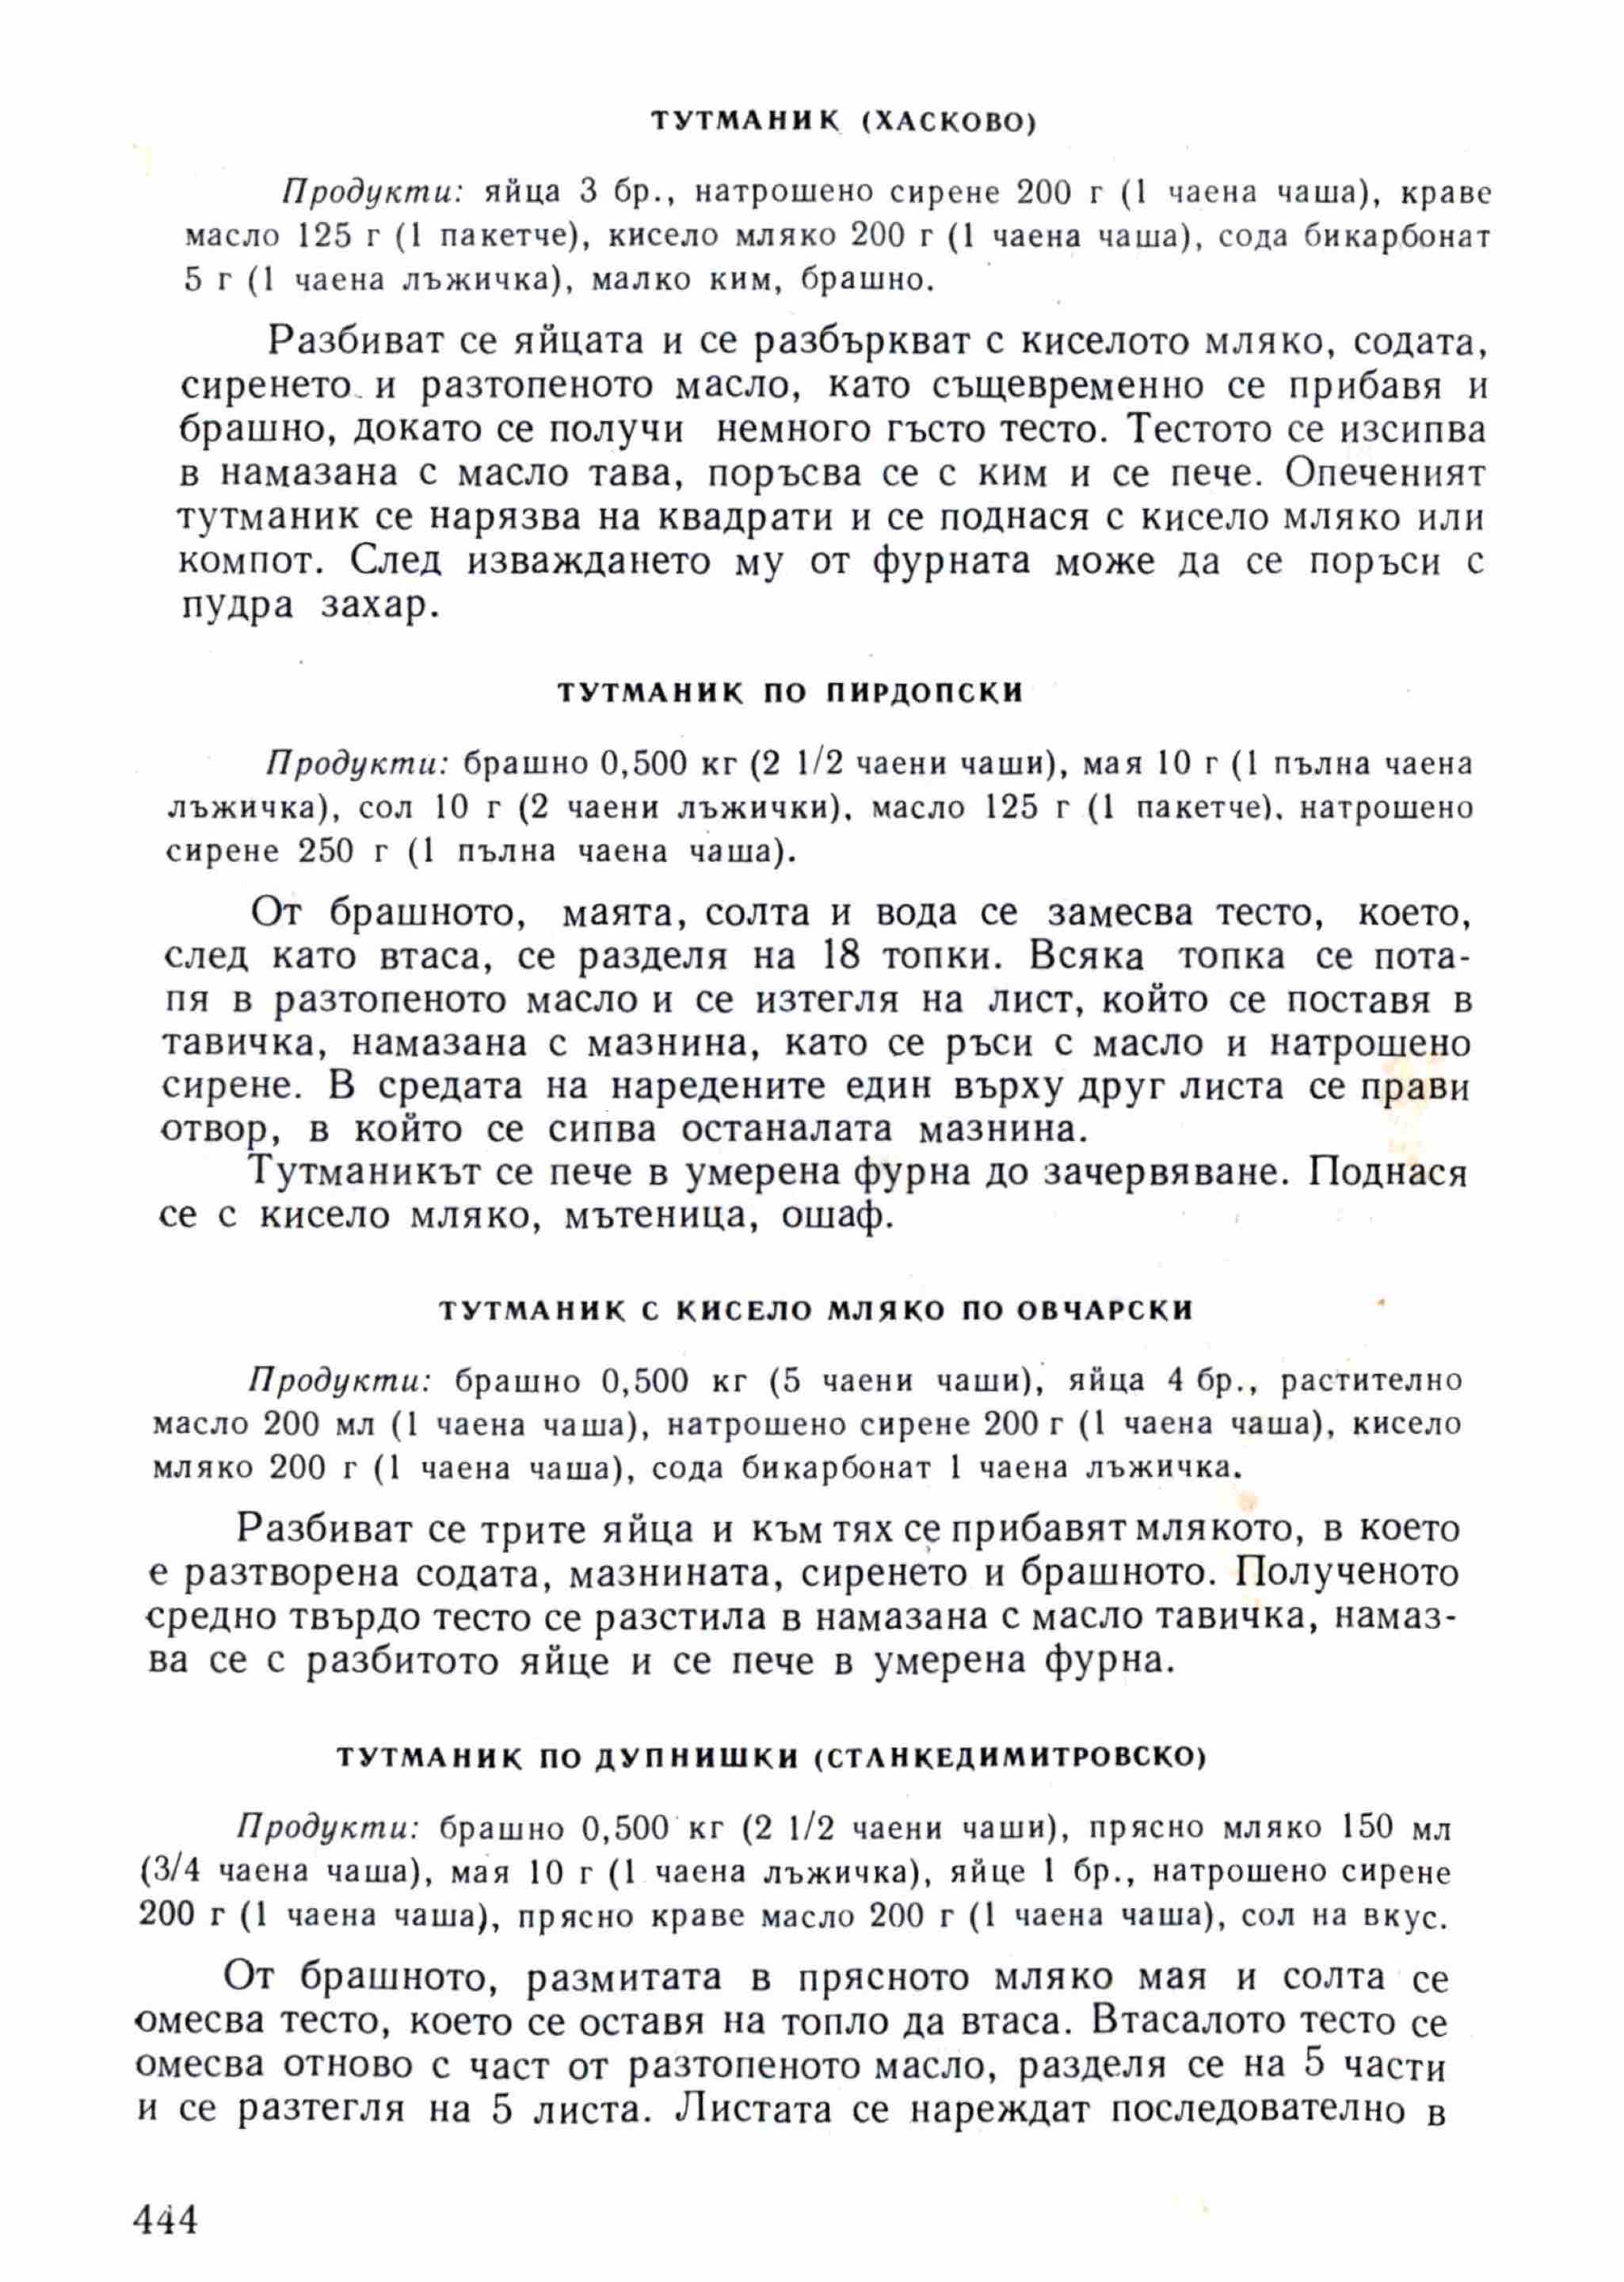 ТУТМАНИК (ХАСКОВО)
Продукти: яйца 3 бр., натрошено сирене 200 г (1 чаена чаша), краве
масло 125 г (1 пакетче), кисело мляко 200 г (1 чаена чаша), сода бикарбонат
5 г (1 чаена лъжичка), малко ким, брашно.
Разбиват се яйцата и се разбъркват с киселото мляко, содата,
сиренето и разтопеното масло, като същевременно се прибавя и
брашно, докато се получи немного гъсто тесто. Тестото се изсипва
в намазана с масло тава, поръсва се с ким и се пече. Опеченият
тутманик се нарязва на квадрати и се поднася с кисело мляко или
компот. След изваждането му от фурната може да се поръси с
пудра захар.
ТУТМАНИК ПО ПИРДОПСКИ
Продукти: брашно 0,500 кг (2 1/2 чаени чаши), мая 10 г (1 пълна чаена
лъжичка), сол 10 г (2 чаени лъжички), масло 125 г (1 пакетче), натрошено
сирене 250 г (1 пълна чаена чаша).
От брашното, маята, солта и вода се замесва тесто, което,
след като втаса, се разделя на 18 топки. Всяка топка се пота-
пя в разтопеното масло и се изтегля на лист, който се поставя в
тавичка, намазана с мазнина, като се ръси с масло и натрошено
сирене. В средата на наредените един върху друг листа се прави
отвор, в който се сипва останалата мазнина.
Тутманикът се пече в умерена фурна до зачервяване. Поднася
се с кисело мляко, мътеница, ошаф.
ТУТМАНИК С КИСЕЛО МЛЯКО ПО ОВЧАРСКИ
Продукти: брашно 0,500 кг (5 чаени чаши), яйца 4 бр., растително
масло 200 мл (1 чаена чаша), натрошено сирене 200 г (1 чаена чаша), кисело
мляко 200 г (1 чаена чаша), сода бикарбонат 1 чаена лъжичка.
Разбиват се трите яйца и към тях се прибавят млякото, в което
е разтворена содата, мазнината, сиренето и брашното. Полученото
средно твърдо тесто се разстила в намазана с масло тавичка, намаз-
ва се с разбитото яйце и се пече в умерена фурна.
ТУТМАНИК ПО ДУПНИШКИ (СТАНКЕДИМИТРОВСКО)
Продукти: брашно 0,500 кг (2 1/2 чаени чаши), прясно мляко 150 мл
(3/4 чаена чаша), мая 10 г (1 чаена лъжичка), яйце 1 бр., натрошено сирене
200 г (1 чаена чаша), прясно краве масло 200 г (1 чаена чаша), сол на вкус.
От брашното, размитата в прясното мляко мая и солта се
омесва тесто, което се оставя на топло да втаса. Втасалото тесто се
омесва отново с част от разтопеното масло, разделя се на 5 части
и се разтегля на 5 листа. Листата се нареждат последователно в
444